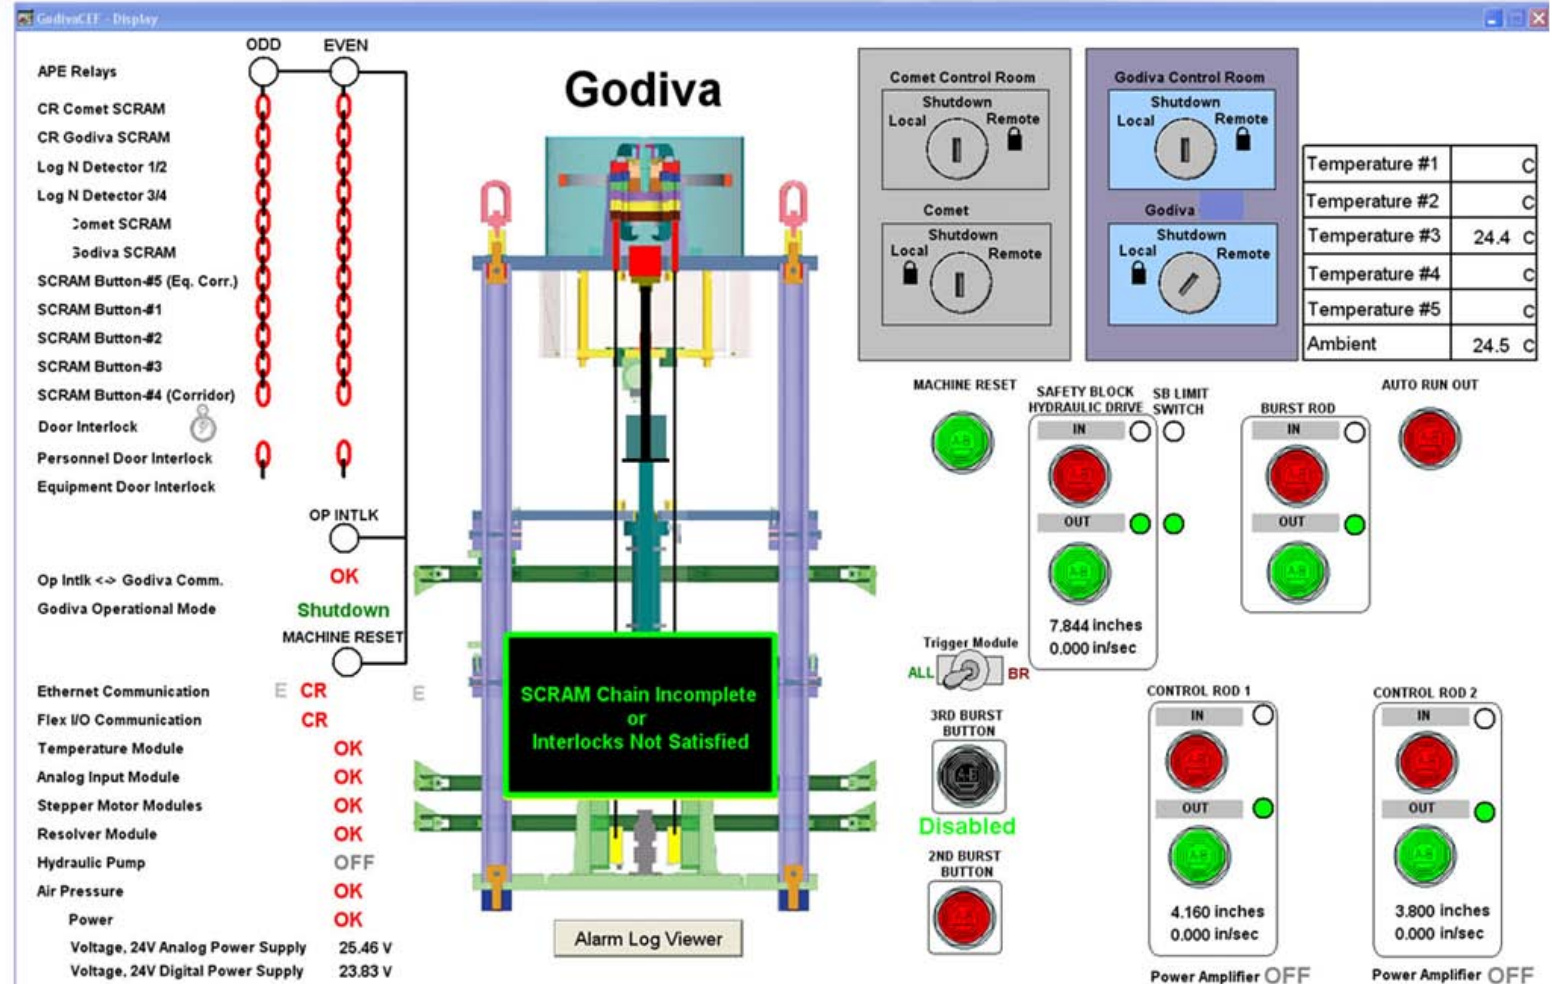 GodivaCEF - Display
ODD EVEN
APE Relays
CR Comet SCRAM
CR Godiva SCRAM
Log N Detector 1/2
Log N Detector 3/4
Comet SCRAM
Godiva SCRAM
SCRAM Button-#5 (Eq. Corr.)
SCRAM Button-#1
SCRAM Button-#2
SCRAM Button-#3
SCRAM Button-#4 (Corridor)
Door Interlock
Personnel Door Interlock
Equipment Door Interlock
OP INTLK
Op Intlk <-> Godiva Comm. OK
Godiva Operational Mode Shutdown
MACHINE RESET
Ethernet Communication E CR E
Flex I/O Communication CR
Temperature Module OK
Analog Input Module OK
Stepper Motor Modules OK
Resolver Module OK
Hydraulic Pump OFF
Air Pressure OK
Power OK
Voltage, 24V Analog Power Supply 25.46 V
Voltage, 24V Digital Power Supply 23.83 V
Godiva
SCRAM Chain Incomplete
or
Interlocks Not Satisfied
Alarm Log Viewer
Comet Control Room
Shutdown
Local Remote
Comet
Shutdown
Local Remote
Godiva Control Room
Shutdown
Local Remote
Godiva
Shutdown
Local Remote
Temperature #1 C
Temperature #2 C
Temperature #3 24.4 C
Temperature #4 C
Temperature #5 C
Ambient 24.5 C
MACHINE RESET
A-B
SAFETY BLOCK
HYDRAULIC DRIVE
SB LIMIT
SWITCH
IN
A-B
OUT
A-B
7.844 inches
0.000 in/sec
BURST ROD
IN
A-B
OUT
A-B
AUTO RUN OUT
A-B
Trigger Module
ALL BR
3RD BURST
BUTTON
A-B
Disabled
2ND BURST
BUTTON
A-B
CONTROL ROD 1
IN
A-B
OUT
A-B
4.160 inches
0.000 in/sec
Power Amplifier OFF
CONTROL ROD 2
IN
A-B
OUT
A-B
3.800 inches
0.000 in/sec
Power Amplifier OFF